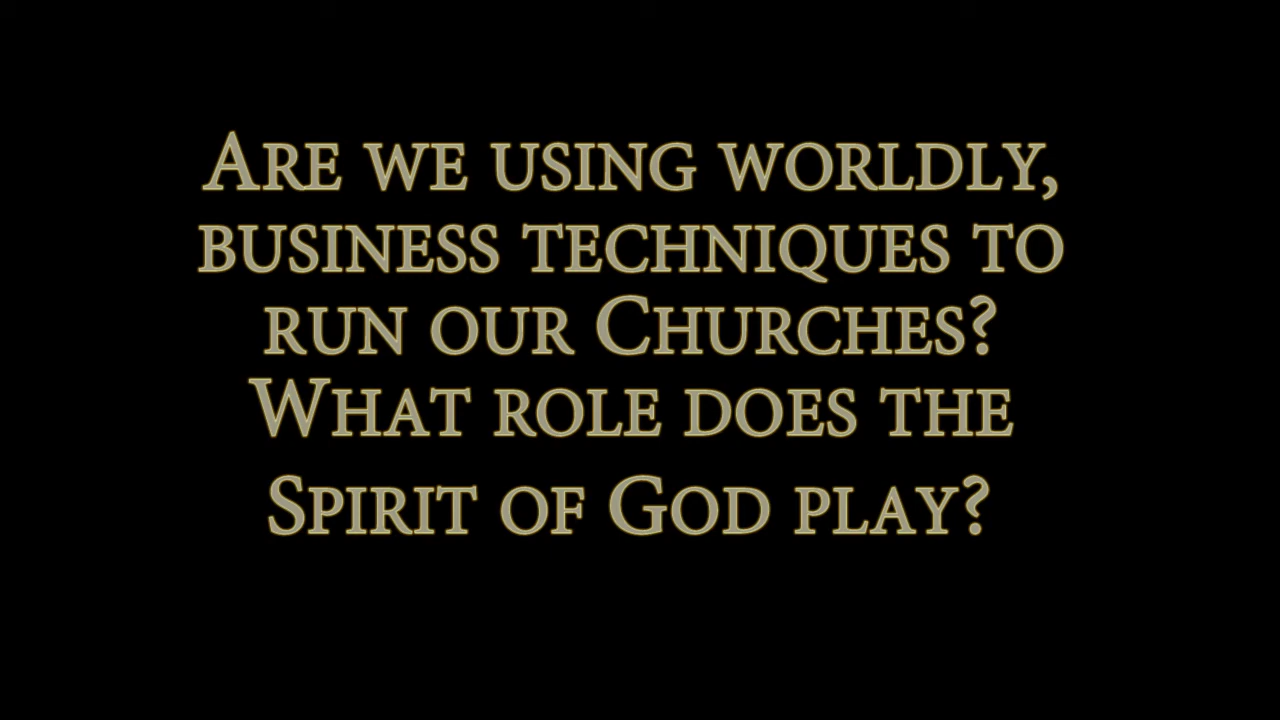 Are we using worldly,
business techniques to
run our Churches?
What role does the
Spirit of God play?